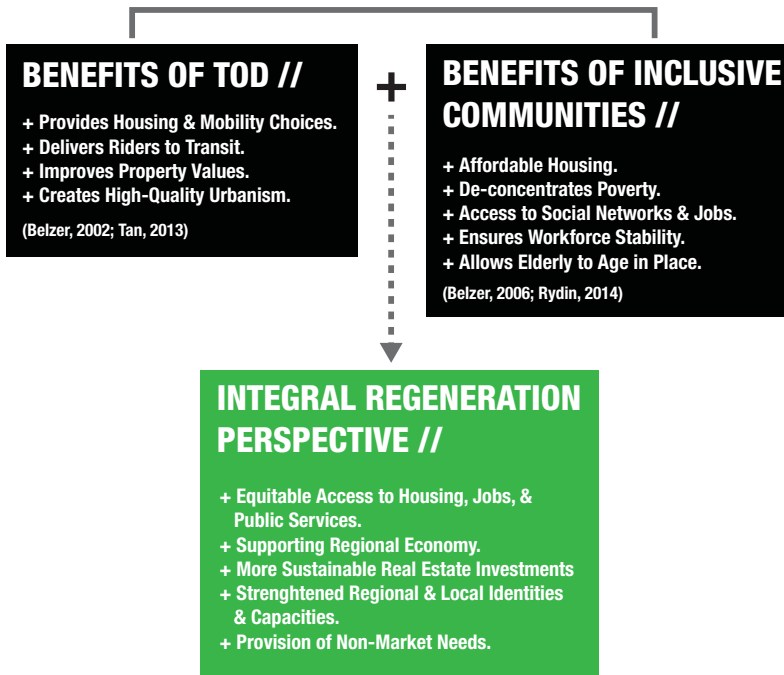 BENEFITS OF TOD //
+ Provides Housing & Mobility Choices.
+ Delivers Riders to Transit.
+ Improves Property Values.
+ Creates High-Quality Urbanism.
(Belzer, 2002; Tan, 2013)
+
BENEFITS OF INCLUSIVE
COMMUNITIES //
+ Affordable Housing.
+ De-concentrates Poverty.
+ Access to Social Networks & Jobs.
+ Ensures Workforce Stability.
+ Allows Elderly to Age in Place.
(Belzer, 2006; Rydin, 2014)
INTEGRAL REGENERATION
PERSPECTIVE //
+ Equitable Access to Housing, Jobs, &
Public Services.
+ Supporting Regional Economy.
+ More Sustainable Real Estate Investments
+ Strenghtened Regional & Local Identities
& Capacities.
+ Provision of Non-Market Needs.